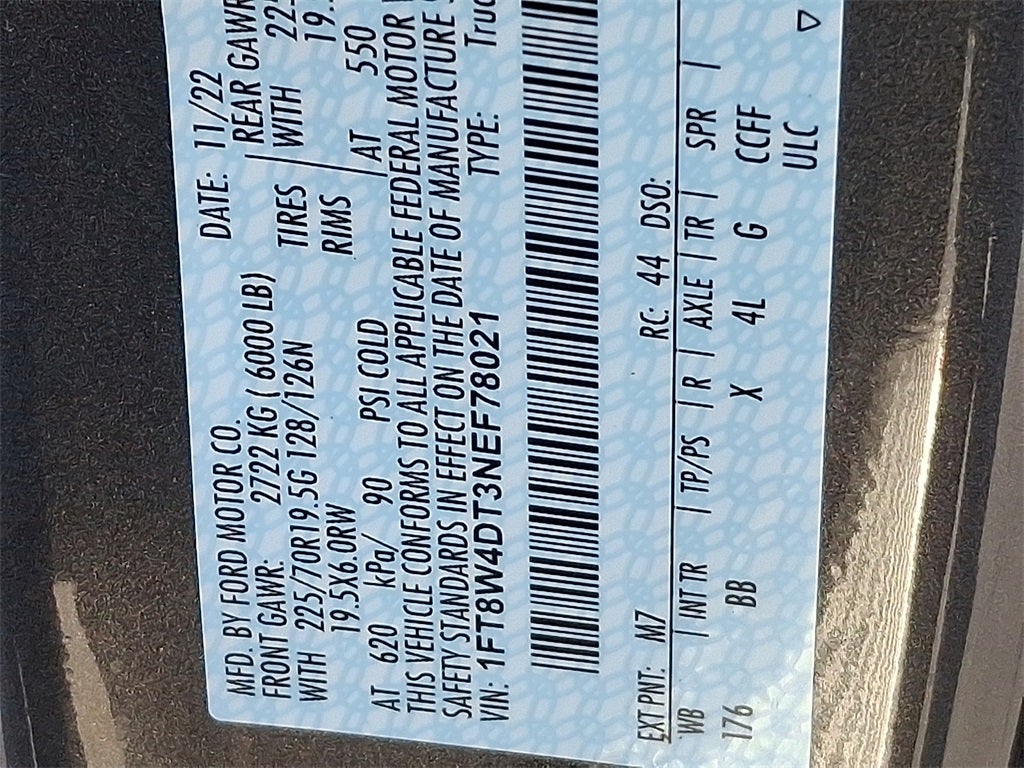 MFD. BY FORD MOTOR CO.
DATE: 11/22
FRONT GAWR: 2722 KG ( 6000 LB)
REAR GAWR
WITH 225/70R19.5G 128/126N TIRES
WITH
19.5X6.0RW RIMS
AT 620 kPa/ 90 PSI COLD
AT 550
THIS VEHICLE CONFORMS TO ALL APPLICABLE FEDERAL MOTOR
SAFETY STANDARDS IN EFFECT ON THE DATE OF MANUFACTURE
VIN: 1FT8W4DT3NEF78021
TYPE:
EXT PNT: M7 RC: 44 DSO:
WB | INT TR | TP/PS | R | AXLE | TR | SPR |
176 BB X 4L G CCFF
ULC